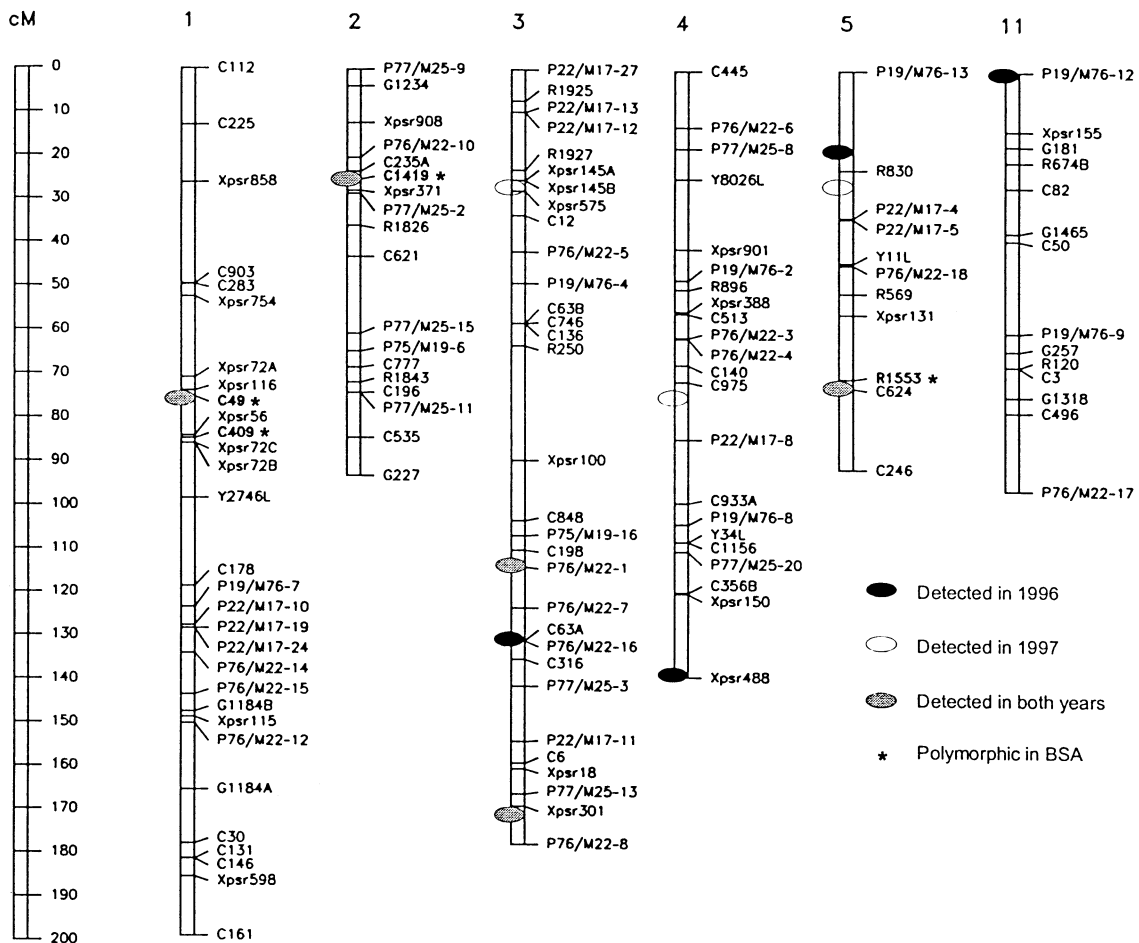 cM
1
2
3
4
5
11
0
10
20
30
40
50
60
70
80
90
100
110
120
130
140
150
160
170
180
190
200
C112
C225
Xpsr858
C903
C283
Xpsr754
Xpsr72A
Xpsr116
C49 *
Xpsr56
C409 *
Xpsr72C
Xpsr72B
Y2746L
C178
P19/M76-7
P22/M17-10
P22/M17-19
P22/M17-24
P76/M22-14
P76/M22-15
G1184B
Xpsr115
P76/M22-12
G1184A
C30
C131
C146
Xpsr598
C161
P77/M25-9
G1234
Xpsr908
P76/M22-10
C235A
C1419 *
Xpsr371
P77/M25-2
R1826
C621
P77/M25-15
P75/M19-6
C777
R1843
C196
P77/M25-11
C535
G227
P22/M17-27
R1925
P22/M17-13
P22/M17-12
R1927
Xpsr145A
Xpsr145B
Xpsr575
C12
P76/M22-5
P19/M76-4
C63B
C746
C136
R250
Xpsr100
C848
P75/M19-16
C198
P76/M22-1
P76/M22-7
C63A
P76/M22-16
C316
P77/M25-3
P22/M17-11
C6
Xpsr18
P77/M25-13
Xpsr301
P76/M22-8
C445
P76/M22-6
P77/M25-8
Y8026L
Xpsr901
P19/M76-2
R896
Xpsr388
C513
P76/M22-3
P76/M22-4
C140
C975
P22/M17-8
C933A
P19/M76-8
Y34L
C1156
P77/M25-20
C356B
Xpsr150
Xpsr488
P19/M76-13
R830
P22/M17-4
P22/M17-5
Y11L
P76/M22-18
R569
Xpsr131
R1553 *
C624
C246
P19/M76-12
Xpsr155
G181
R674B
C82
G1465
C50
P19/M76-9
G257
R120
C3
G1318
C496
P76/M22-17
Detected in 1996
Detected in 1997
Detected in both years
* Polymorphic in BSA